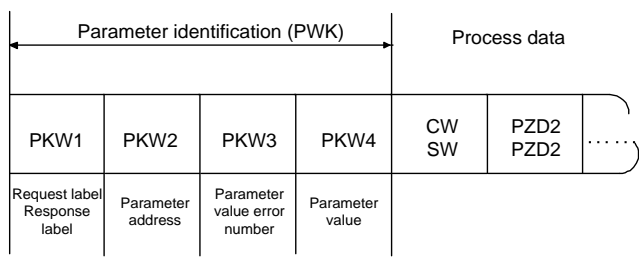 Parameter identification (PWK)
Process data
PKW1
PKW2
PKW3
PKW4
CW
SW
PZD2
PZD2
......
Request label
Response
label
Parameter
address
Parameter
value error
number
Parameter
value